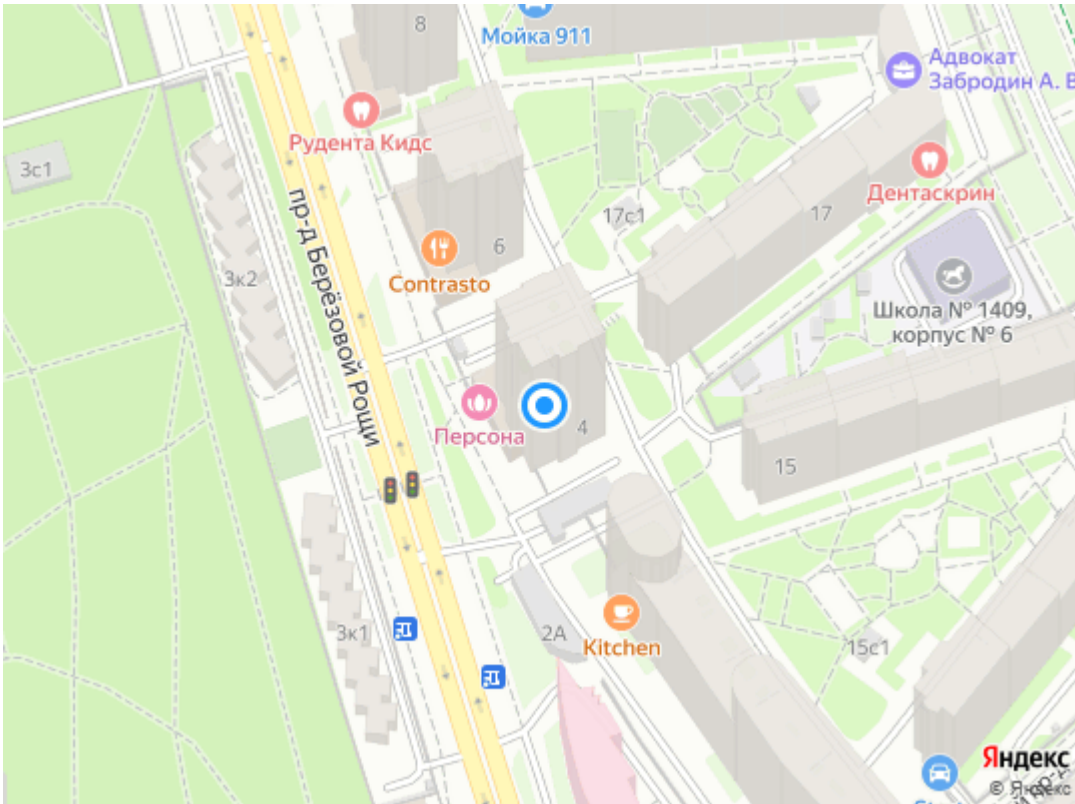 8
Мойка 911
Адвокат
Забродин А. В
Рудента Кидс
3с1
Дентаскрин
17с1
17
6
3к2
Contrasto
пр-д Берёзовой Рощи
Школа № 1409,
корпус № 6
Персона
4
15
2А
3к1
Kitchen
15с1
Яндекс
© Яндекс